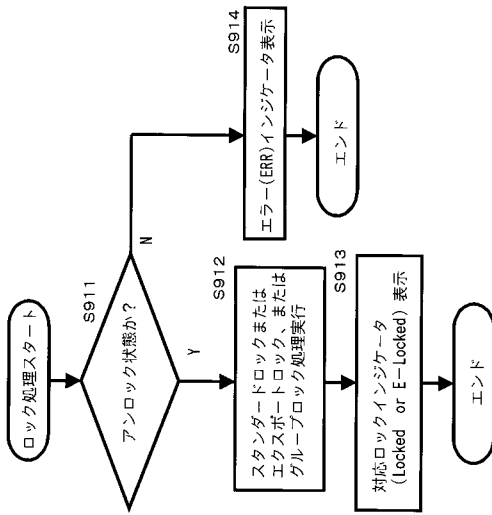 ロック処理スタート
S911
アンロック状態か?
N
Y
S912
スタンダードロックまたは
エクスポートロック、または
グループロック処理実行
S913
対応ロックインジケータ
(Locked or E-Locked) 表示
エンド
S914
エラー(ERR)インジケータ表示
エンド